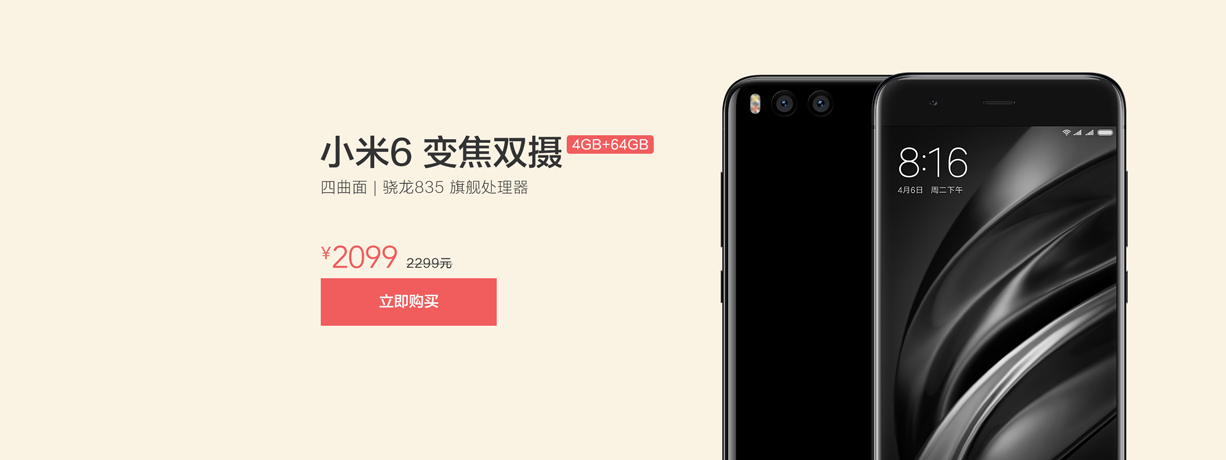 小米6 变焦双摄 4GB+64GB
四曲面 | 骁龙835 旗舰处理器
¥2099 2299元
立即购买
8:16
4月6日 周二下午